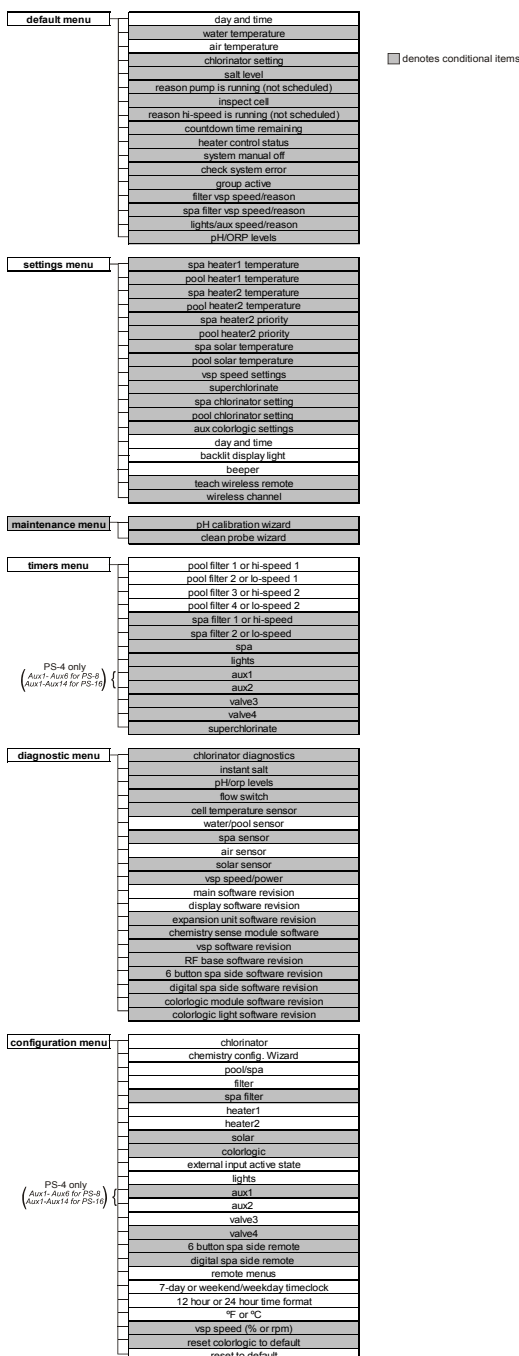 default menu
day and time
water temperature
air temperature
chlorinator setting
salt level
reason pump is running (not scheduled)
inspect cell
reason hi-speed is running (not scheduled)
countdown time remaining
heater control status
system manual off
check system error
group active
filter vsp speed/reason
spa filter vsp speed/reason
lights/aux speed/reason
pH/ORP levels
denotes conditional items
settings menu
spa heater1 temperature
pool heater1 temperature
spa heater2 temperature
pool heater2 temperature
spa heater2 priority
pool heater2 priority
spa solar temperature
pool solar temperature
vsp speed settings
superchlorinate
spa chlorinator setting
pool chlorinator setting
aux colorlogic settings
day and time
backlit display light
beeper
teach wireless remote
wireless channel
maintenance menu
pH calibration wizard
clean probe wizard
timers menu
pool filter 1 or hi-speed 1
pool filter 2 or lo-speed 1
pool filter 3 or hi-speed 2
pool filter 4 or lo-speed 2
spa filter 1 or hi-speed
spa filter 2 or lo-speed
spa
lights
PS-4 only
(Aux1- Aux6 for PS-8
Aux1-Aux14 for PS-16) {
aux1
aux2
valve3
valve4
superchlorinate
diagnostic menu
chlorinator diagnostics
instant salt
pH/orp levels
flow switch
cell temperature sensor
water/pool sensor
spa sensor
air sensor
solar sensor
vsp speed/power
main software revision
display software revision
expansion unit software revision
chemistry sense module software
vsp software revision
RF base software revision
6 button spa side software revision
digital spa side software revision
colorlogic module software revision
colorlogic light software revision
configuration menu
chlorinator
chemistry config. Wizard
pool/spa
filter
spa filter
heater1
heater2
solar
colorlogic
external input active state
lights
PS-4 only
(Aux1- Aux6 for PS-8
Aux1-Aux14 for PS-16) {
aux1
aux2
valve3
valve4
6 button spa side remote
digital spa side remote
remote menus
7-day or weekend/weekday timeclock
12 hour or 24 hour time format
ºF or ºC
vsp speed (% or rpm)
reset colorlogic to default
reset to default